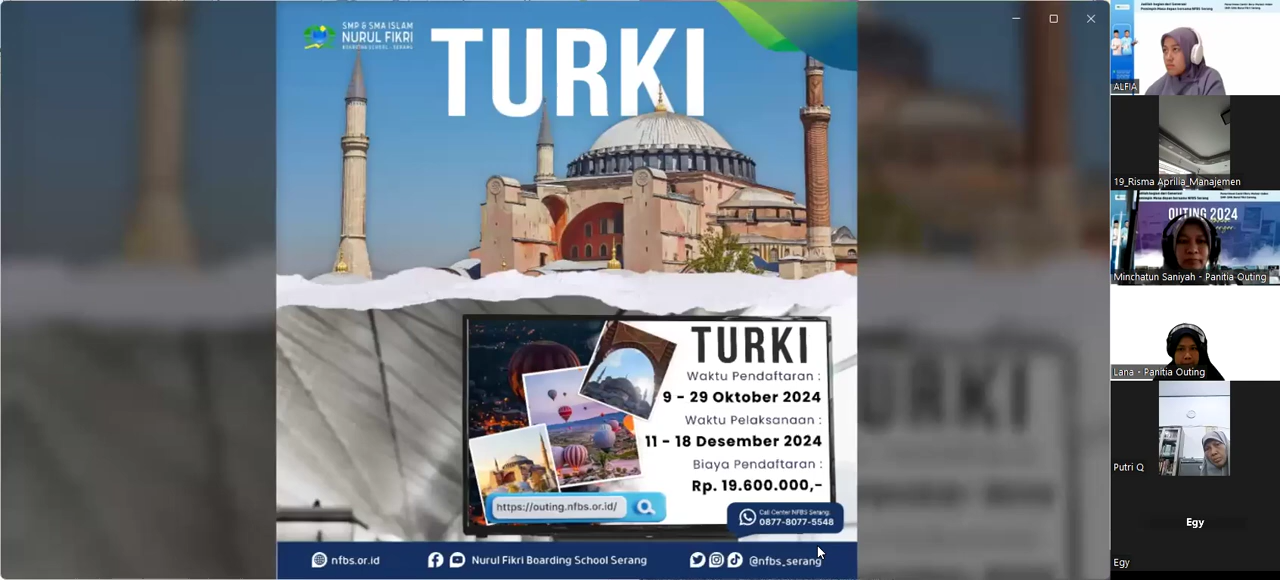 SMP & SMA ISLAM
NURUL FIKRI
BOARDING SCHOOL - SERANG
TURKI
TURKI
Waktu Pendaftaran :
9 - 29 Oktober 2024
Waktu Pelaksanaan :
11 - 18 Desember 2024
Biaya Pendaftaran :
Rp. 19.600.000,-
https://outing.nfbs.or.id/
Call Center NFBS Serang:
0877-8077-5548
nfbs.or.id
Nurul Fikri Boarding School Serang
@nfbs_serang
ALFIA
19_Risma Aprilia_Manajemen
OUTING 2024
Minchatun Saniyah - Panitia Outing
Lana - Panitia Outing
Putri Q
Egy
Egy